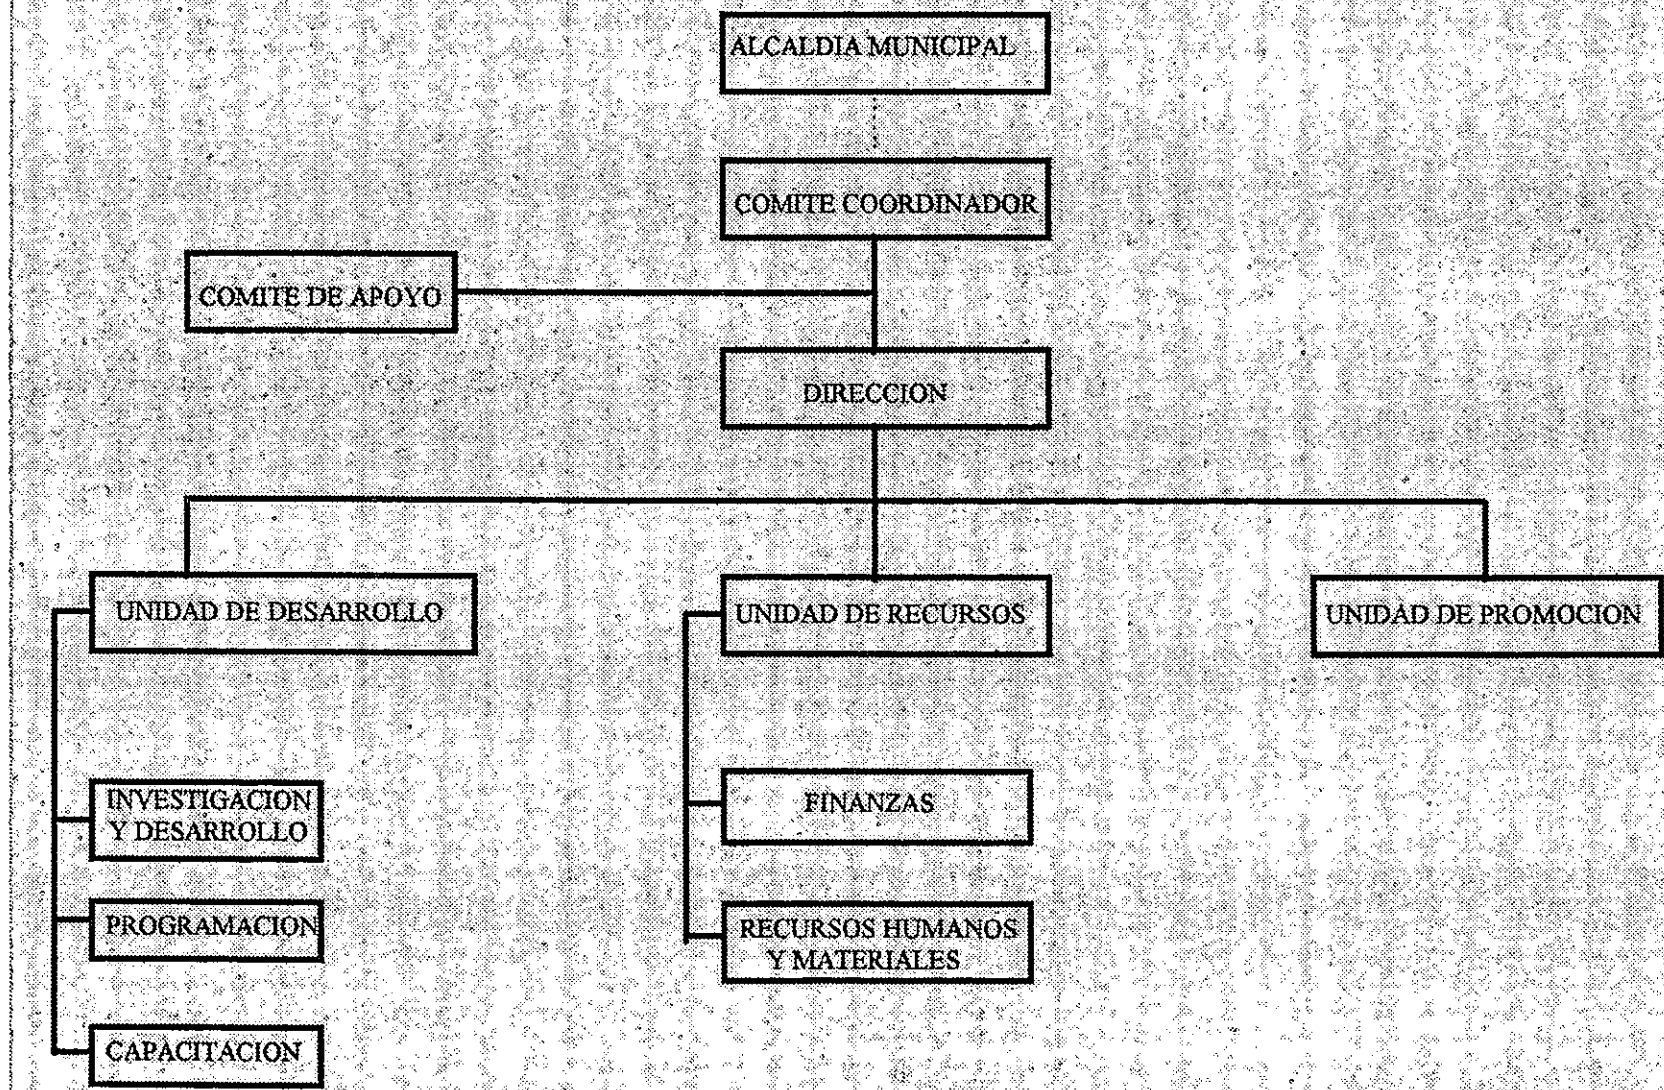 ALCALDIA MUNICIPAL
COMITE COORDINADOR
COMITE DE APOYO
DIRECCION
UNIDAD DE DESARROLLO
UNIDAD DE RECURSOS
UNIDAD DE PROMOCION
INVESTIGACION
Y DESARROLLO
PROGRAMACION
CAPACITACION
FINANZAS
RECURSOS HUMANOS
Y MATERIALES